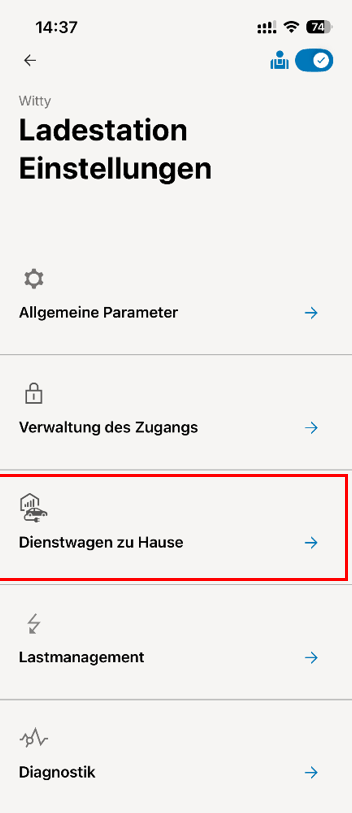 14:37
74
Witty
Ladestation
Einstellungen
Allgemeine Parameter
Verwaltung des Zugangs
Dienstwagen zu Hause
Lastmanagement
Diagnostik